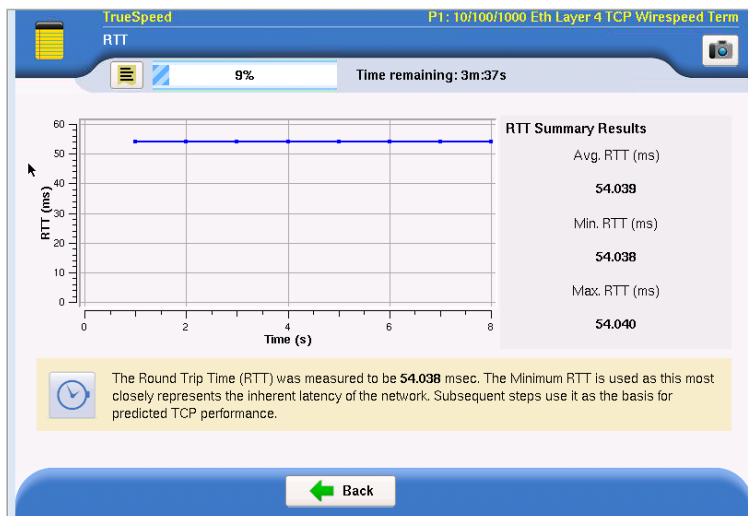 TrueSpeed
P1: 10/100/1000 Eth Layer 4 TCP Wirespeed Term
RTT
9%
Time remaining: 3m:37s
60
50
40
30
20
10
0
RTT (ms)
0 2 4 6 8
Time (s)
RTT Summary Results
Avg. RTT (ms)
54.039
Min. RTT (ms)
54.038
Max. RTT (ms)
54.040
The Round Trip Time (RTT) was measured to be 54.038 msec. The Minimum RTT is used as this most
closely represents the inherent latency of the network. Subsequent steps use it as the basis for
predicted TCP performance.
Back